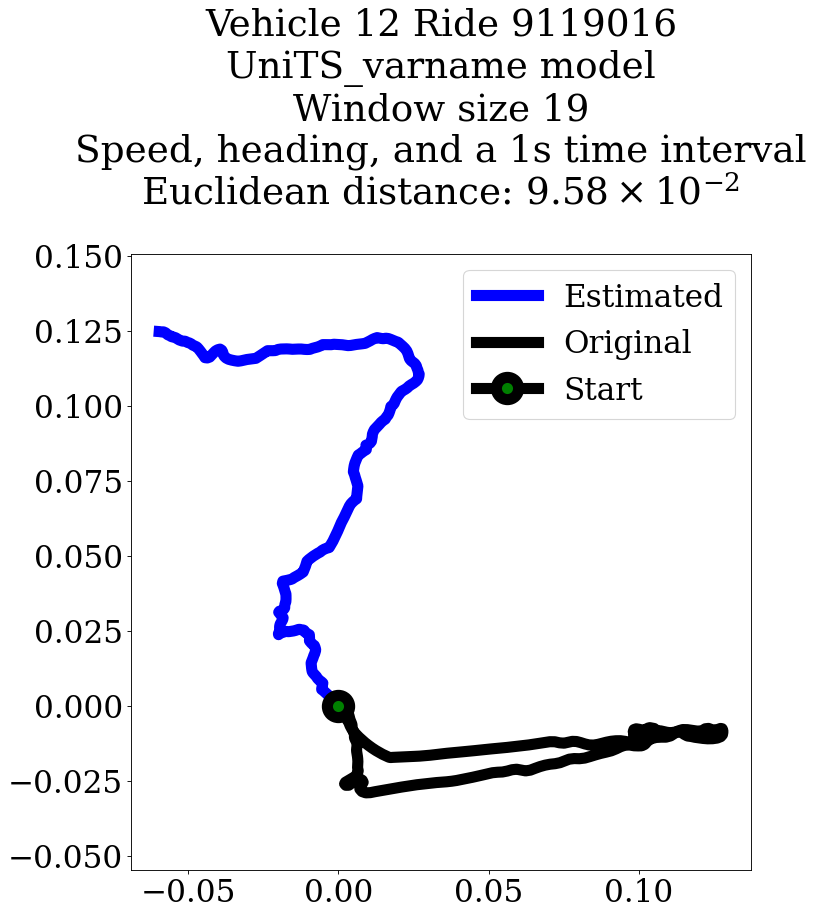 Vehicle 12 Ride 9119016
UniTS_varname model
Window size 19
Speed, heading, and a 1s time interval
Euclidean distance: 9.58 × 10⁻²
0.150
0.125
0.100
0.075
0.050
0.025
0.000
−0.025
−0.050
Estimated
Original
Start
−0.05
0.00
0.05
0.10